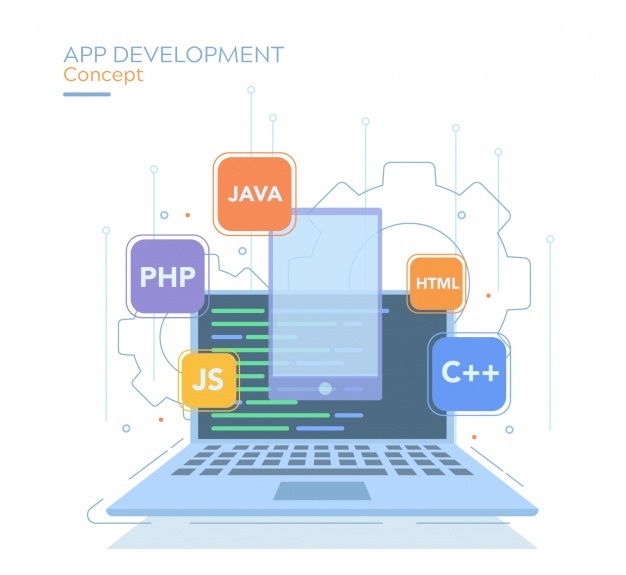 APP DEVELOPMENT
Concept
JAVA
PHP
HTML
JS
C++